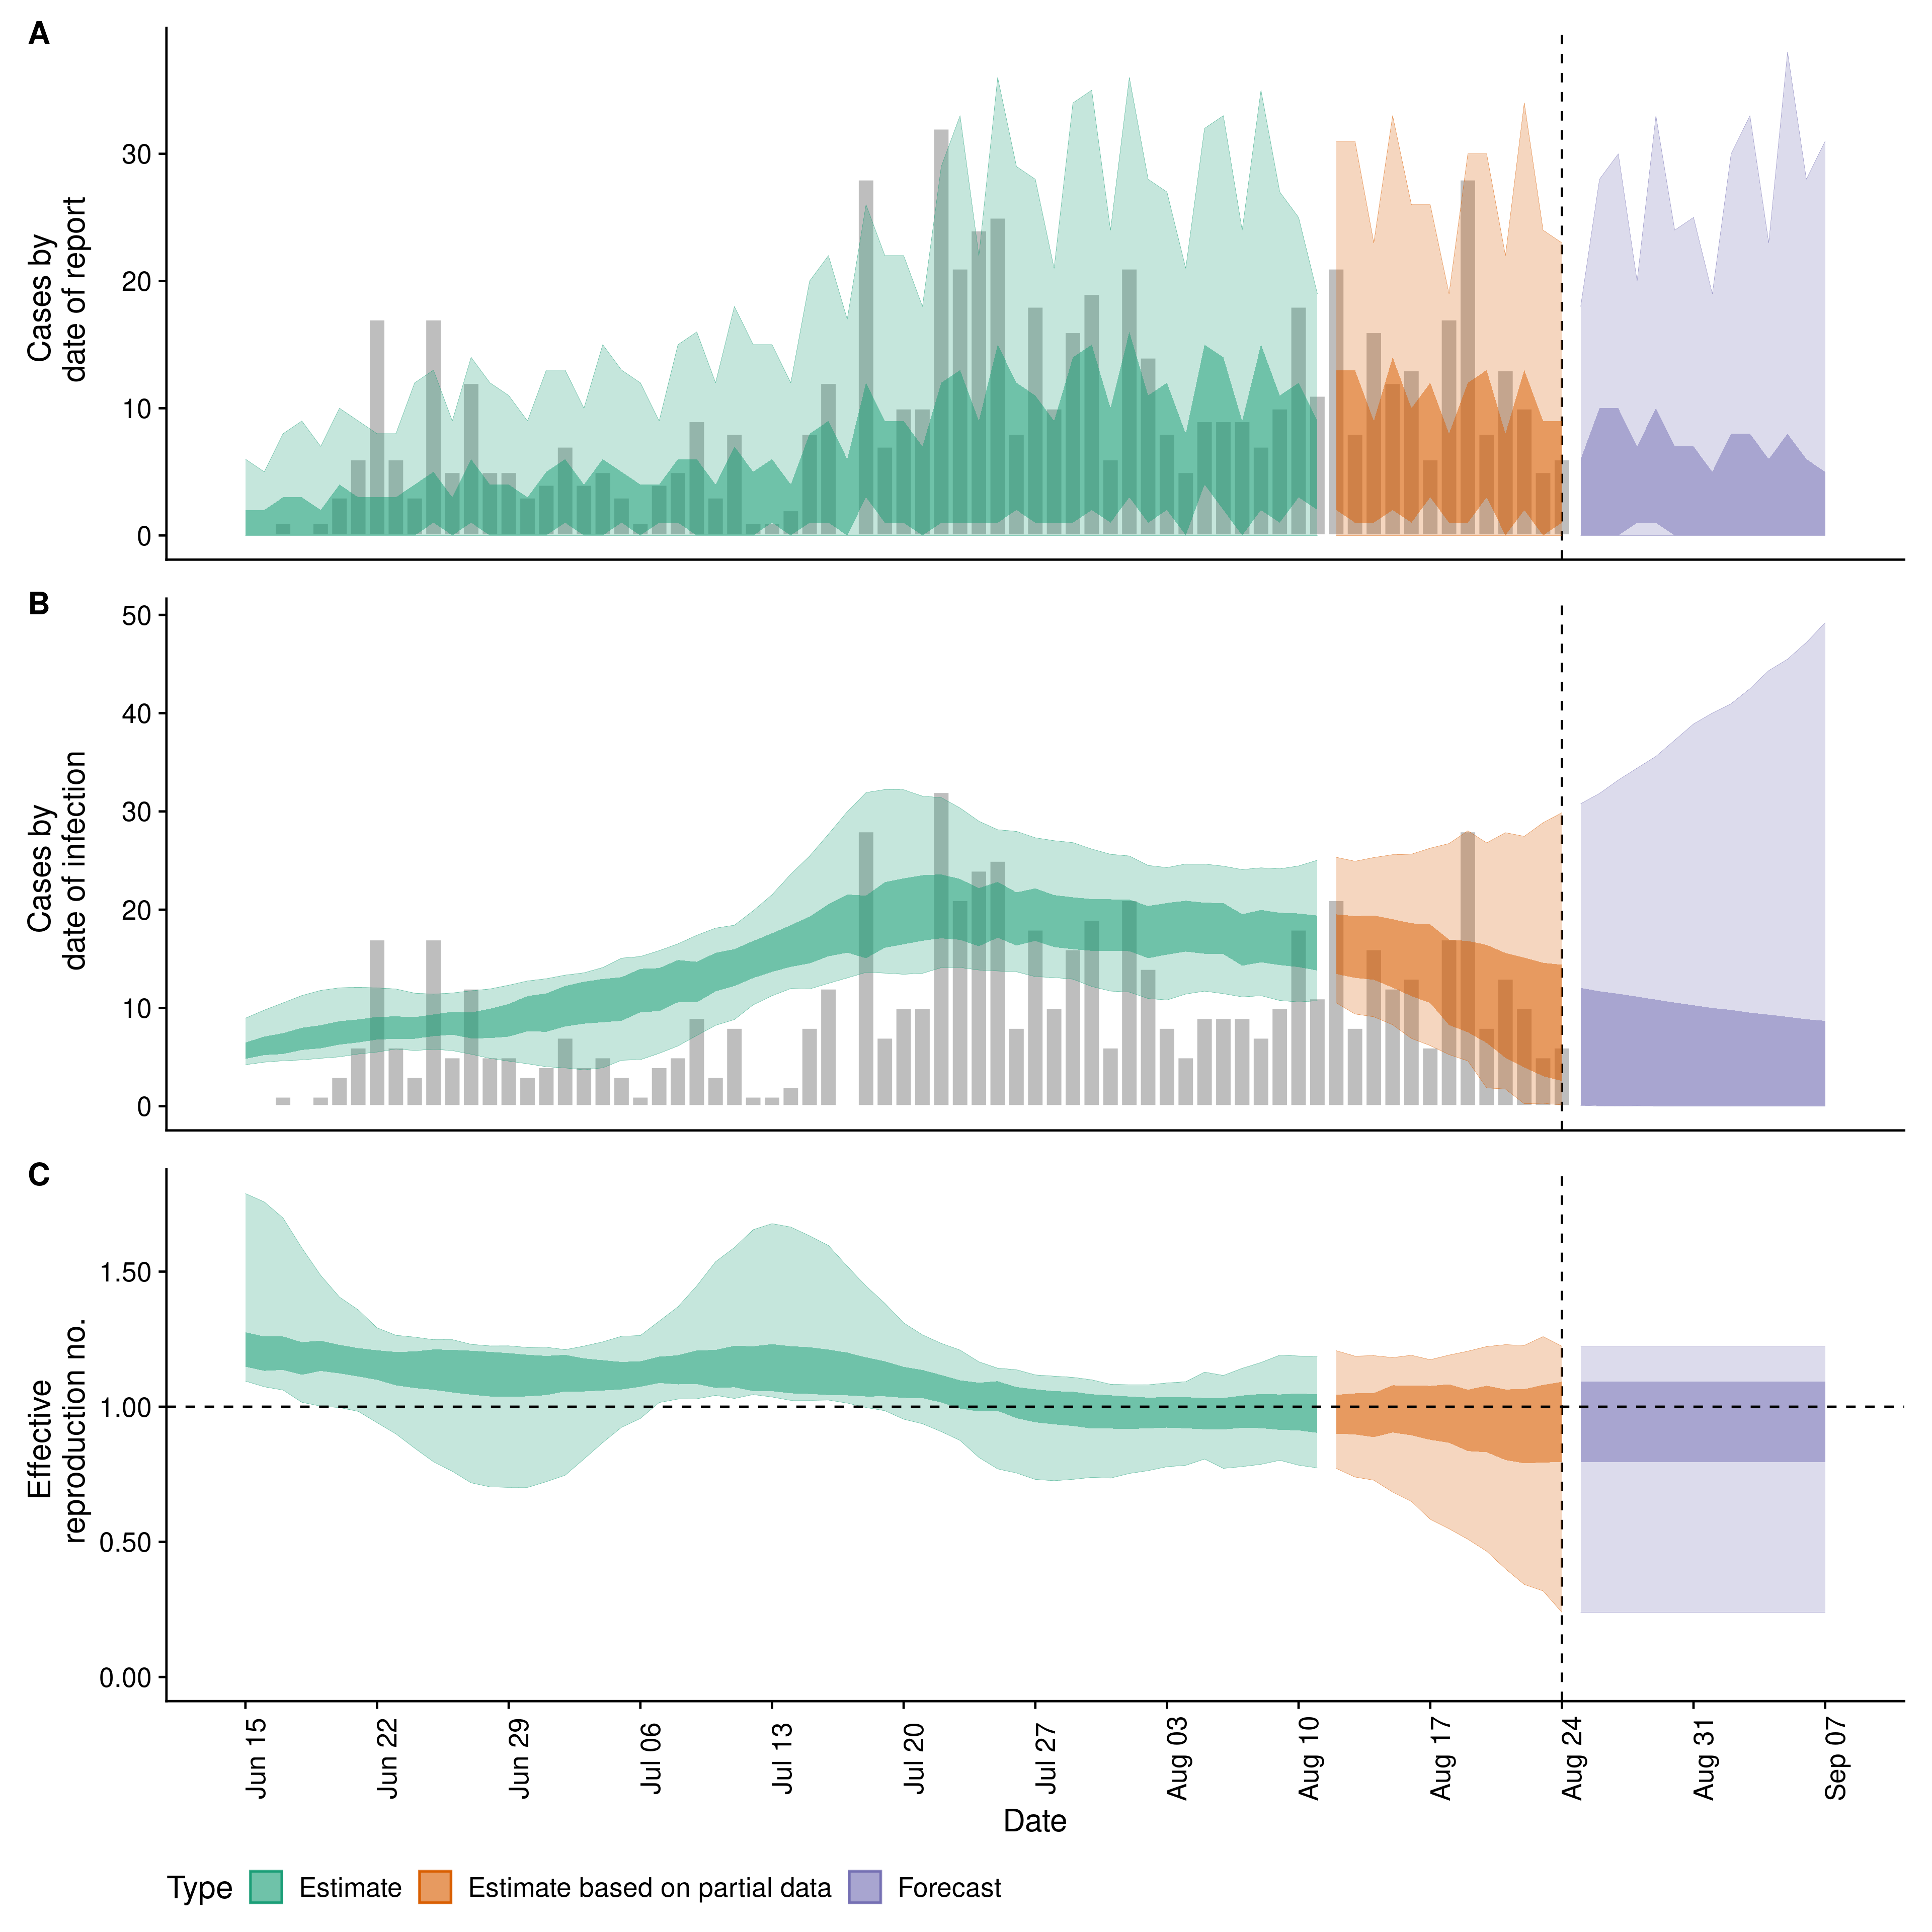 A
Cases by
date of report
30
20
10
0
B
Cases by
date of infection
50
40
30
20
10
0
C
Effective
reproduction no.
1.50
1.00
0.50
0.00
Jun 15
Jun 22
Jun 29
Jul 06
Jul 13
Jul 20
Jul 27
Aug 03
Aug 10
Aug 17
Aug 24
Aug 31
Sep 07
Date
Type Estimate Estimate based on partial data Forecast